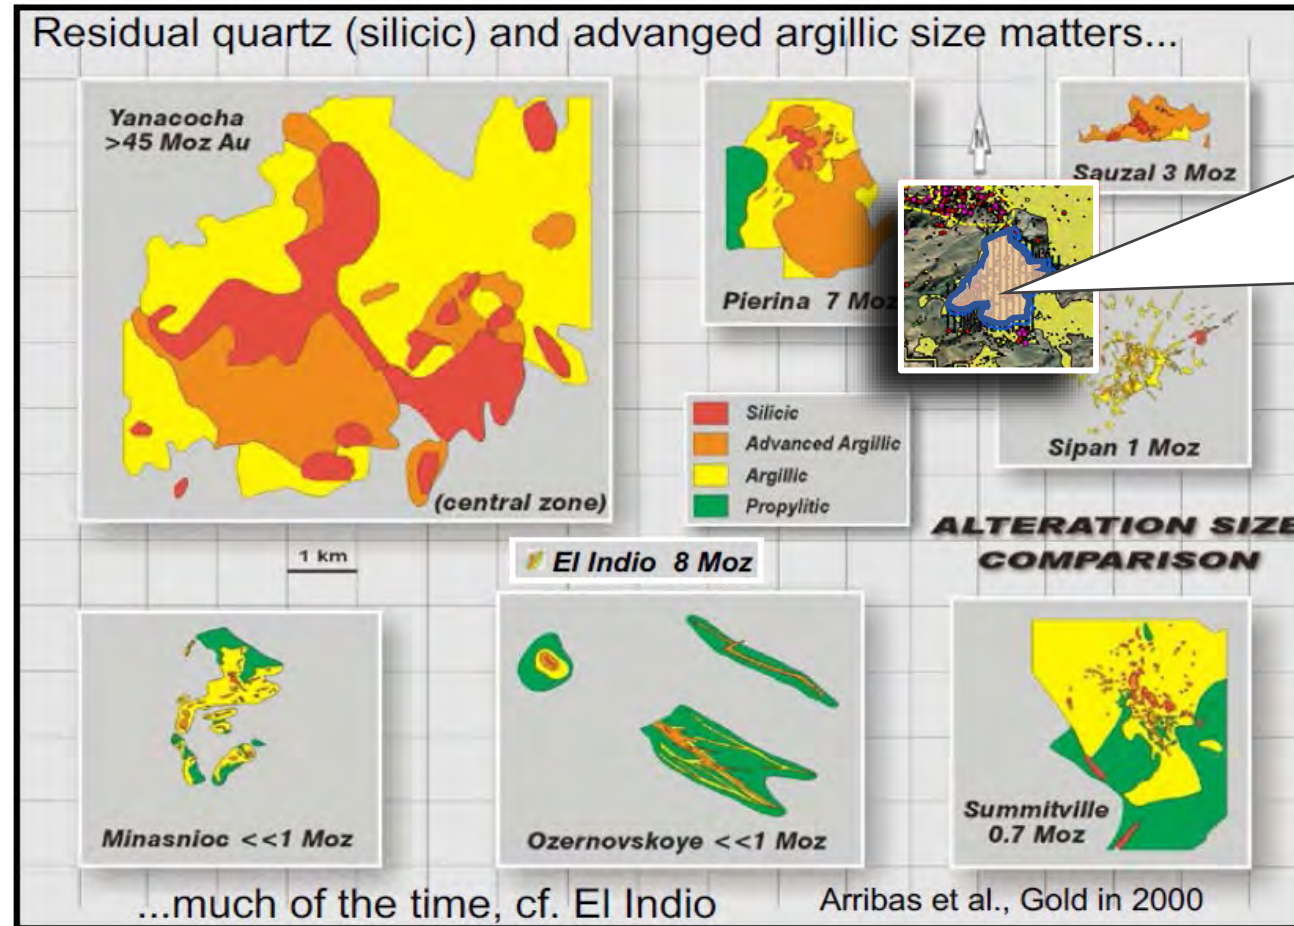 Residual quartz (silicic) and advanged argillic size matters...
Yanacocha
>45 Moz Au
(central zone)
Pierina 7 Moz
Sauzal 3 Moz
Sipan 1 Moz
Silicic
Advanced Argillic
Argillic
Propylitic
ALTERATION SIZE
COMPARISON
1 km
El Indio 8 Moz
Minasnioc <<1 Moz
Ozernovskoye <<1 Moz
Summitville
0.7 Moz
...much of the time, cf. El Indio
Arribas et al., Gold in 2000